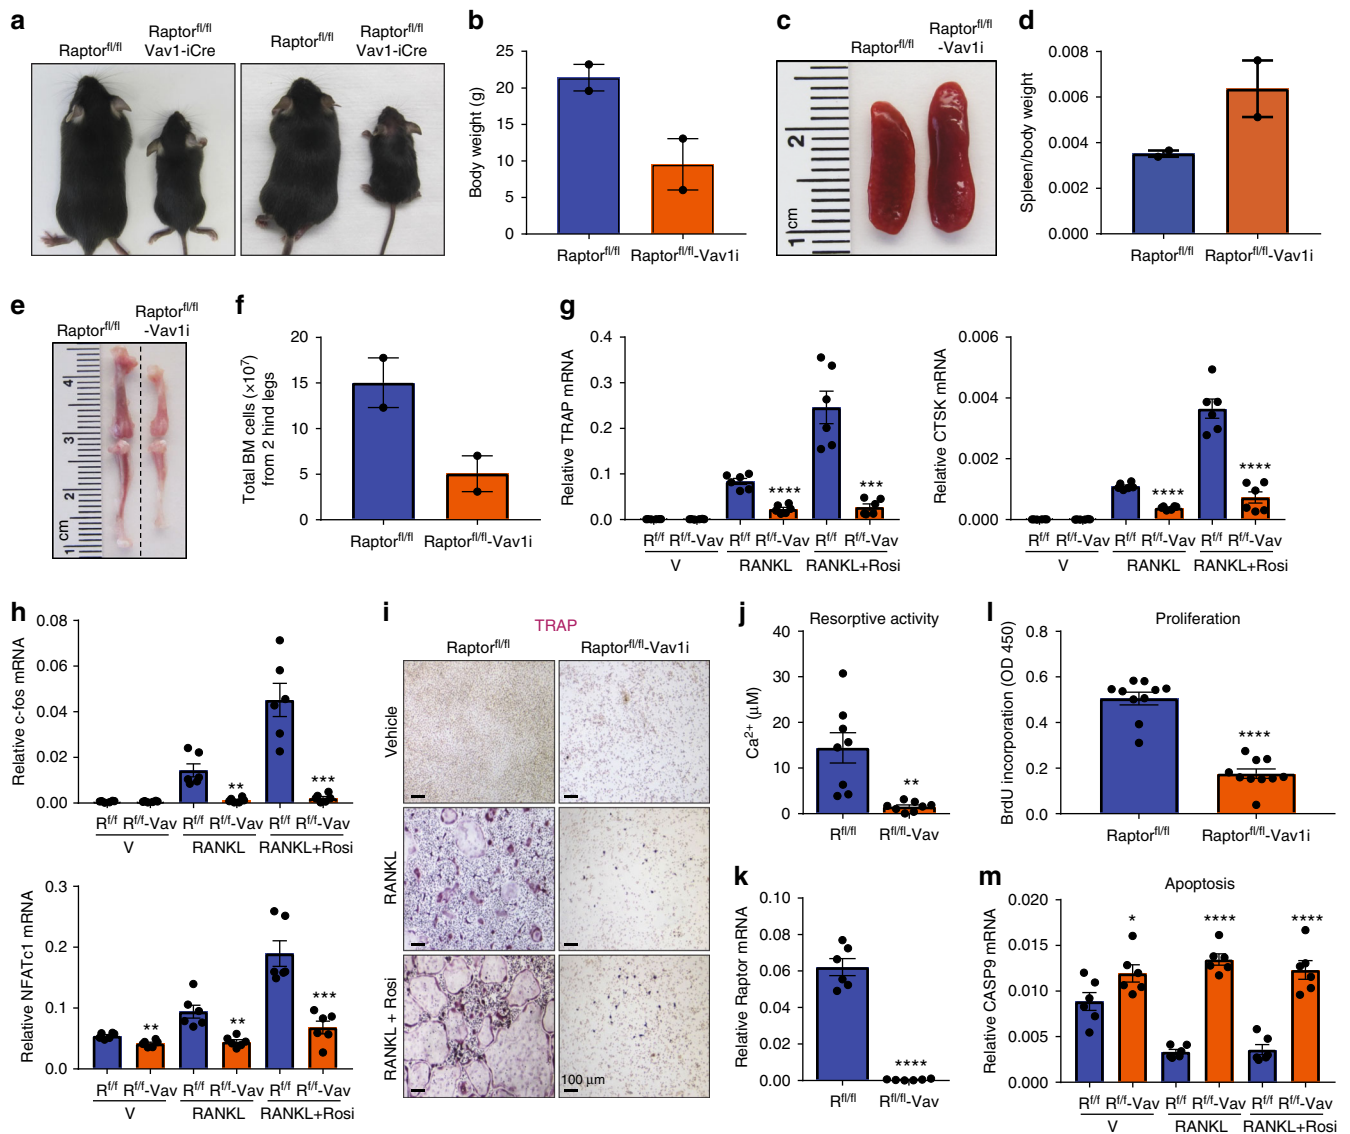 a
Raptorfl/fl
Raptorfl/fl
Vav1-iCre
Raptorfl/fl
Raptorfl/fl
Vav1-iCre
b
Body weight (g)
25
20
15
10
5
0
Raptorfl/fl
Raptorfl/fl-Vav1i
c
Raptorfl/fl
Raptorfl/fl
-Vav1i
2
1 cm
d
Spleen/body weight
0.008
0.006
0.004
0.002
0.000
Raptorfl/fl
Raptorfl/fl-Vav1i
e
Raptorfl/fl
Raptorfl/fl
-Vav1i
4
3
2
1 cm
f
Total BM cells (×10⁷)
from 2 hind legs
20
15
10
5
0
Raptorfl/fl
Raptorfl/fl-Vav1i
g
Relative TRAP mRNA
0.4
0.3
0.2
0.1
0.0
****
***
Rf/f Rf/f-Vav Rf/f Rf/f-Vav Rf/f Rf/f-Vav
V RANKL RANKL+Rosi
Relative CTSK mRNA
0.006
0.004
0.002
0.000
****
****
Rf/f Rf/f-Vav Rf/f Rf/f-Vav Rf/f Rf/f-Vav
V RANKL RANKL+Rosi
h
Relative c-fos mRNA
0.08
0.06
0.04
0.02
0.00
**
***
Rf/f Rf/f-Vav Rf/f Rf/f-Vav Rf/f Rf/f-Vav
V RANKL RANKL+Rosi
Relative NFATc1 mRNA
0.3
0.2
0.1
0.0
**
**
***
Rf/f Rf/f-Vav Rf/f Rf/f-Vav Rf/f Rf/f-Vav
V RANKL RANKL+Rosi
i
TRAP
Raptorfl/fl
Raptorfl/fl-Vav1i
Vehicle
RANKL
RANKL + Rosi
100 μm
j
Resorptive activity
Ca2+ (μM)
40
30
20
10
0
**
Rfl/fl
Rfl/fl-Vav
k
Relative Raptor mRNA
0.10
0.08
0.06
0.04
0.02
0.00
****
Rfl/fl
Rfl/fl-Vav
l
Proliferation
BrdU incorporation (OD 450)
0.8
0.6
0.4
0.2
0.0
****
Raptorfl/fl
Raptorfl/fl-Vav1i
m
Apoptosis
Relative CASP9 mRNA
0.020
0.015
0.010
0.005
0.000
*
****
****
Rf/f Rf/f-Vav Rf/f Rf/f-Vav Rf/f Rf/f-Vav
V RANKL RANKL+Rosi